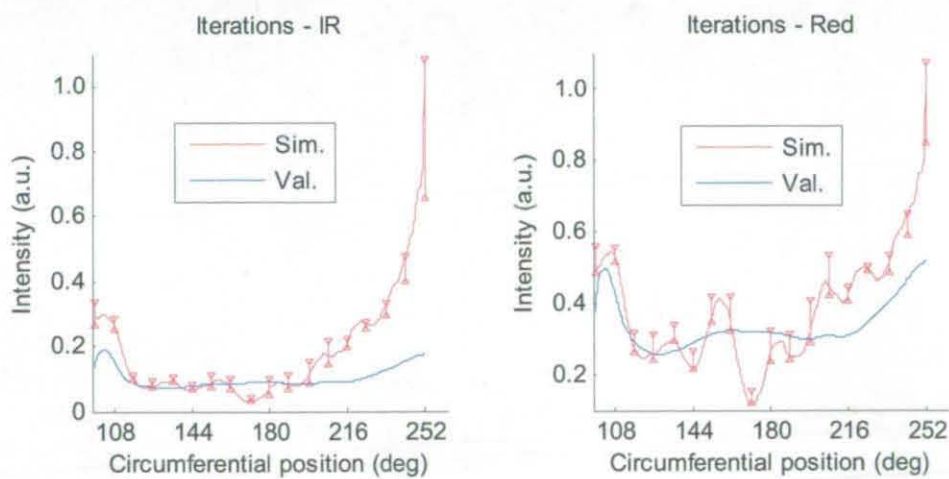 Iterations - IR
Intensity (a.u.)
1.0
0.8
0.6
0.4
0.2
0
Sim.
Val.
108 144 180 216 252
Circumferential position (deg)
Iterations - Red
Intensity (a.u.)
1.0
0.8
0.6
0.4
0.2
Sim.
Val.
108 144 180 216 252
Circumferential position (deg)